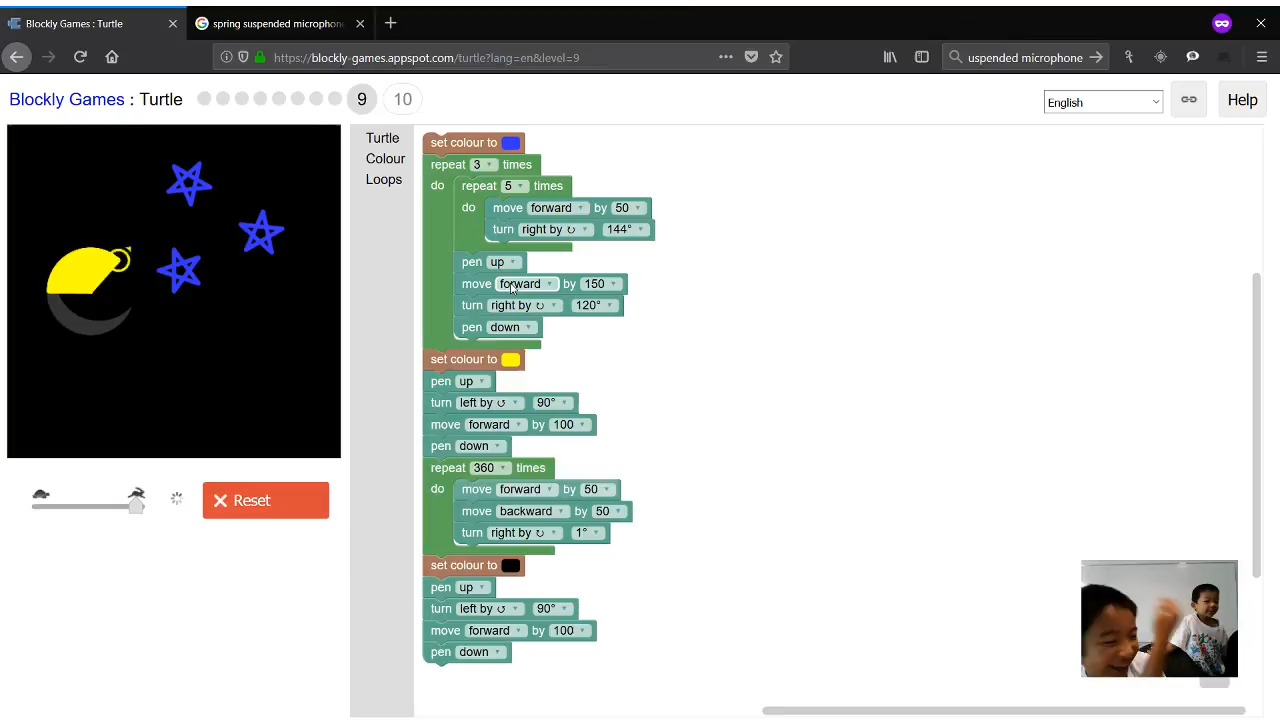 Blockly Games : Turtle
spring suspended microphone
https://blockly-games.appspot.com/turtle?lang=en&level=9
uspended microphone
Blockly Games : Turtle
9
10
English
Help
Turtle
Colour
Loops
set colour to
repeat 3 times
do repeat 5 times
do move forward by 50
turn right by ↻ 144°
pen up
move forward by 150
turn right by ↻ 120°
pen down
set colour to
pen up
turn left by ↺ 90°
move forward by 100
pen down
repeat 360 times
do move forward by 50
move backward by 50
turn right by ↻ 1°
set colour to
pen up
turn left by ↺ 90°
move forward by 100
pen down
Reset